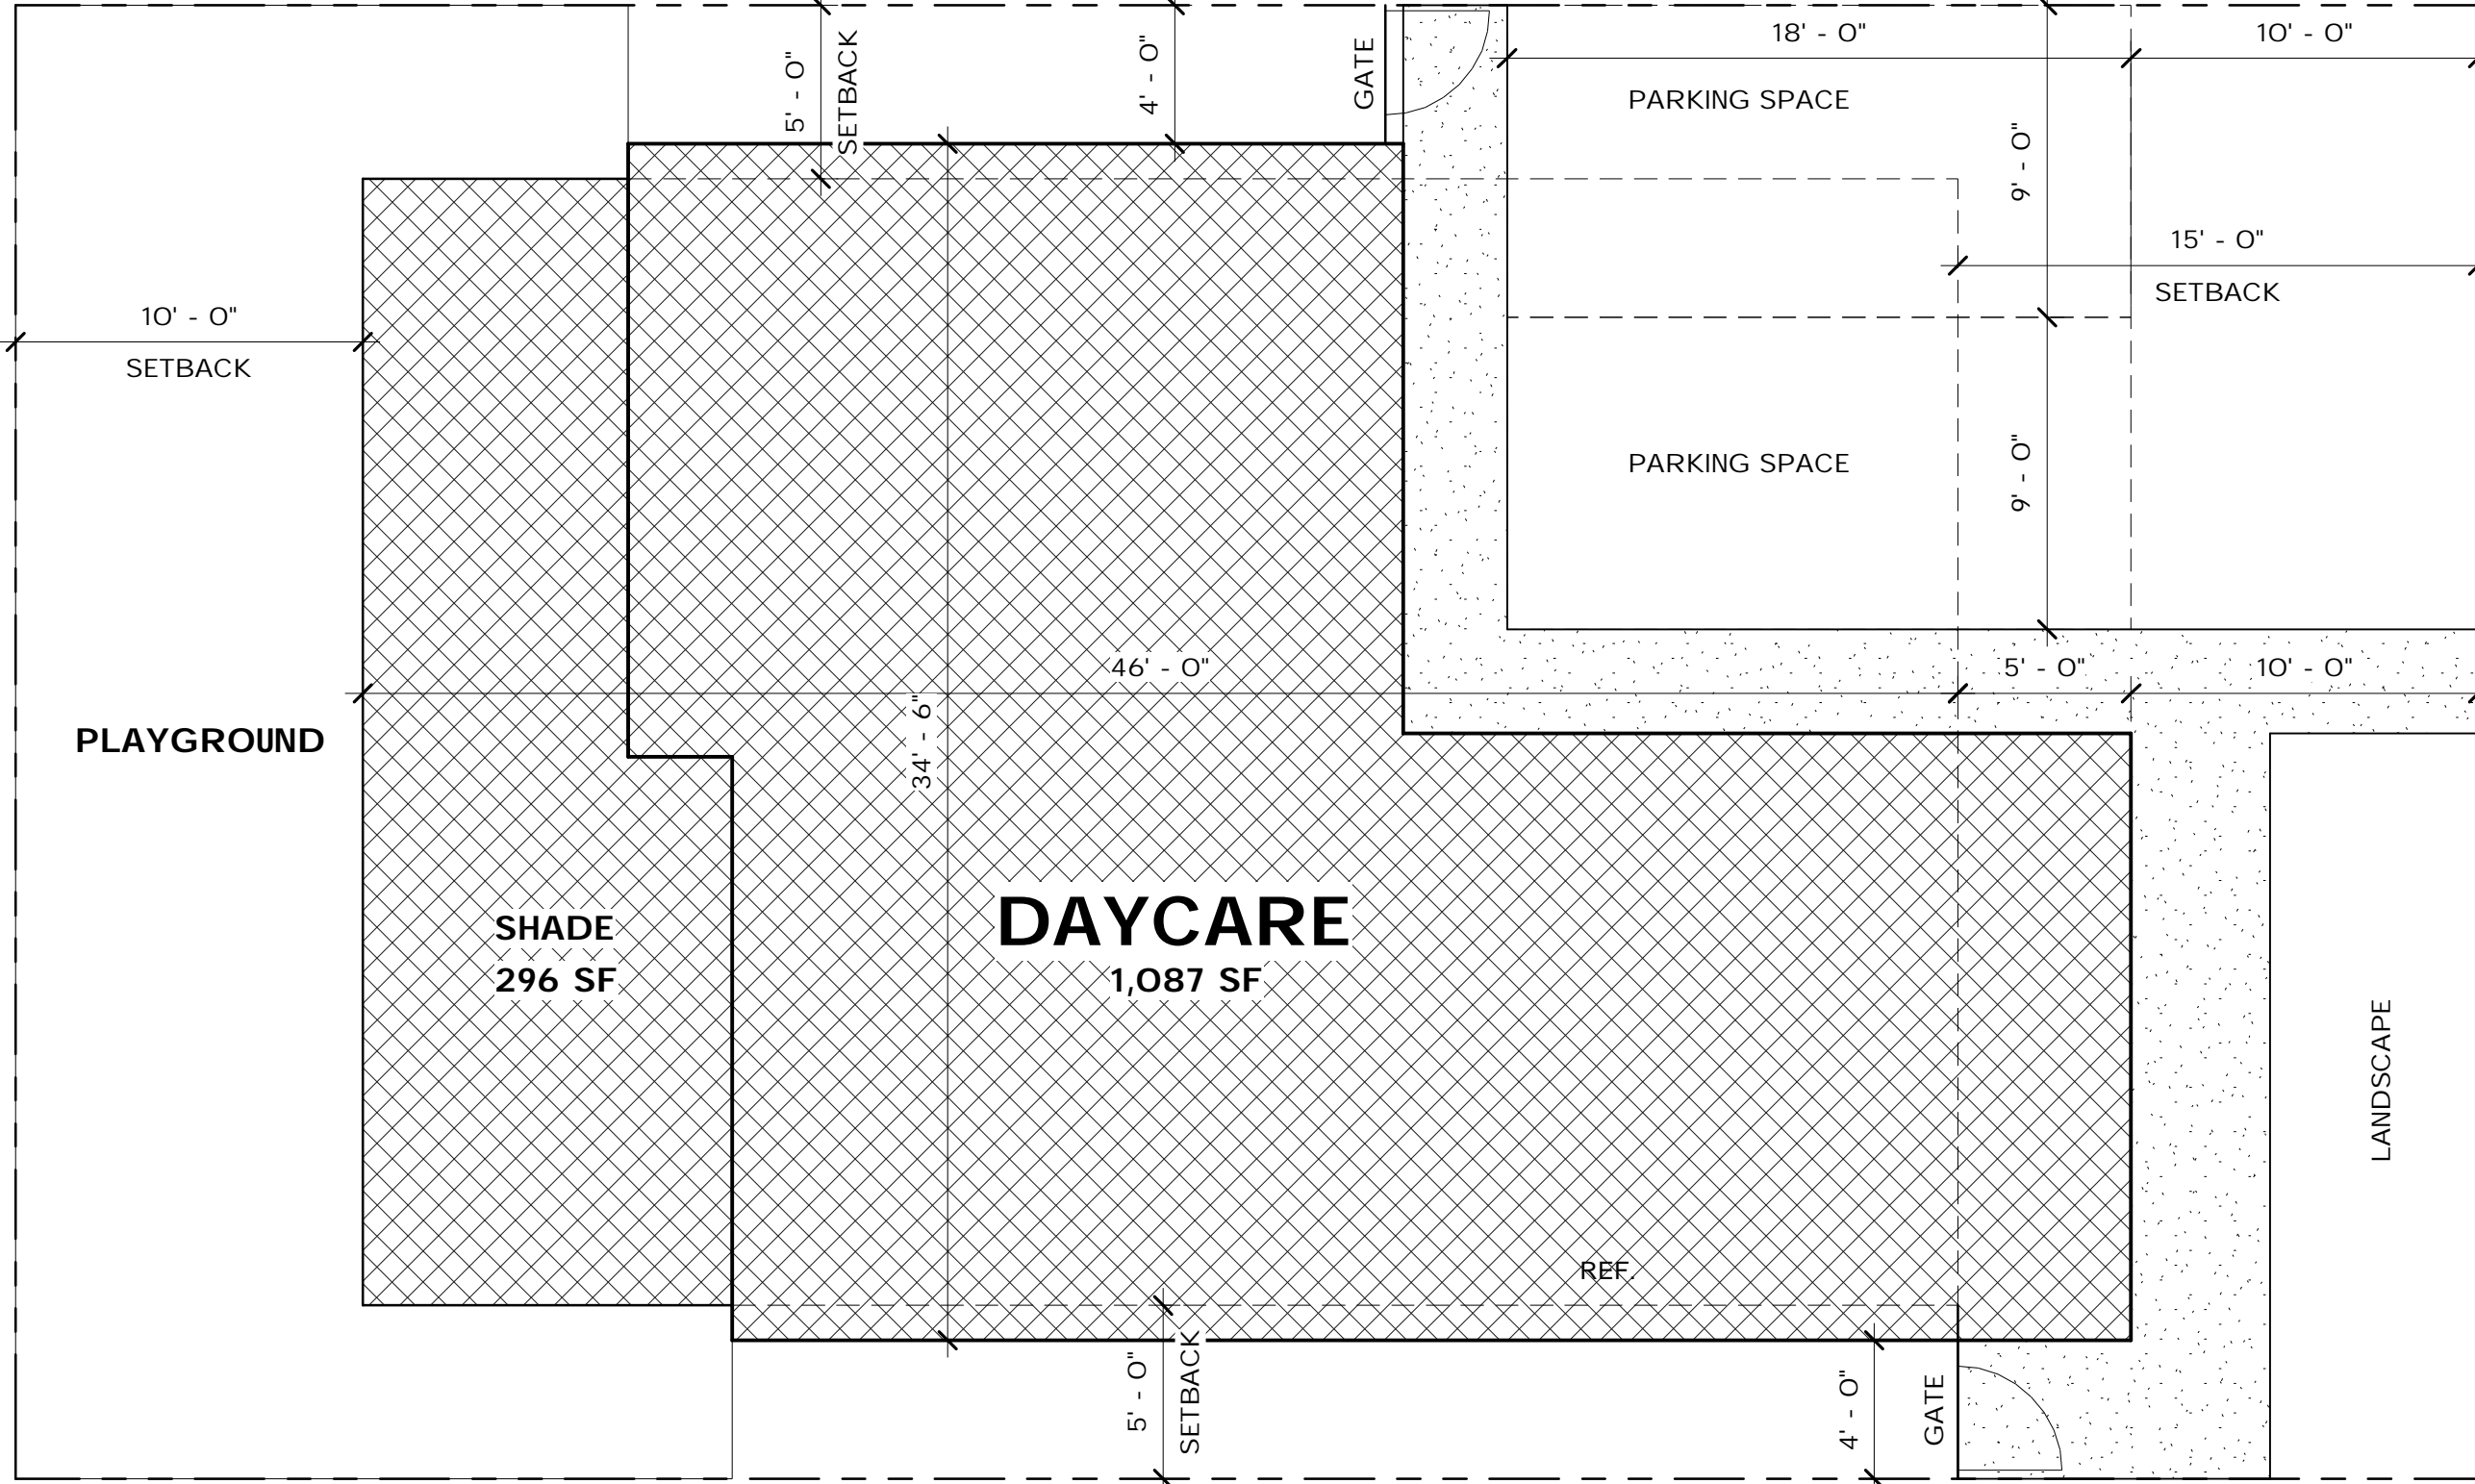 18' - 0"
10' - 0"
5' - 0"
SETBACK
4' - 0"
GATE
PARKING SPACE
9' - 0"
15' - 0"
SETBACK
10' - 0"
SETBACK
PARKING SPACE
9' - 0"
46' - 0"
5' - 0"
10' - 0"
34' - 6"
PLAYGROUND
SHADE
296 SF
DAYCARE
1,087 SF
LANDSCAPE
REF.
5' - 0"
SETBACK
4' - 0"
GATE